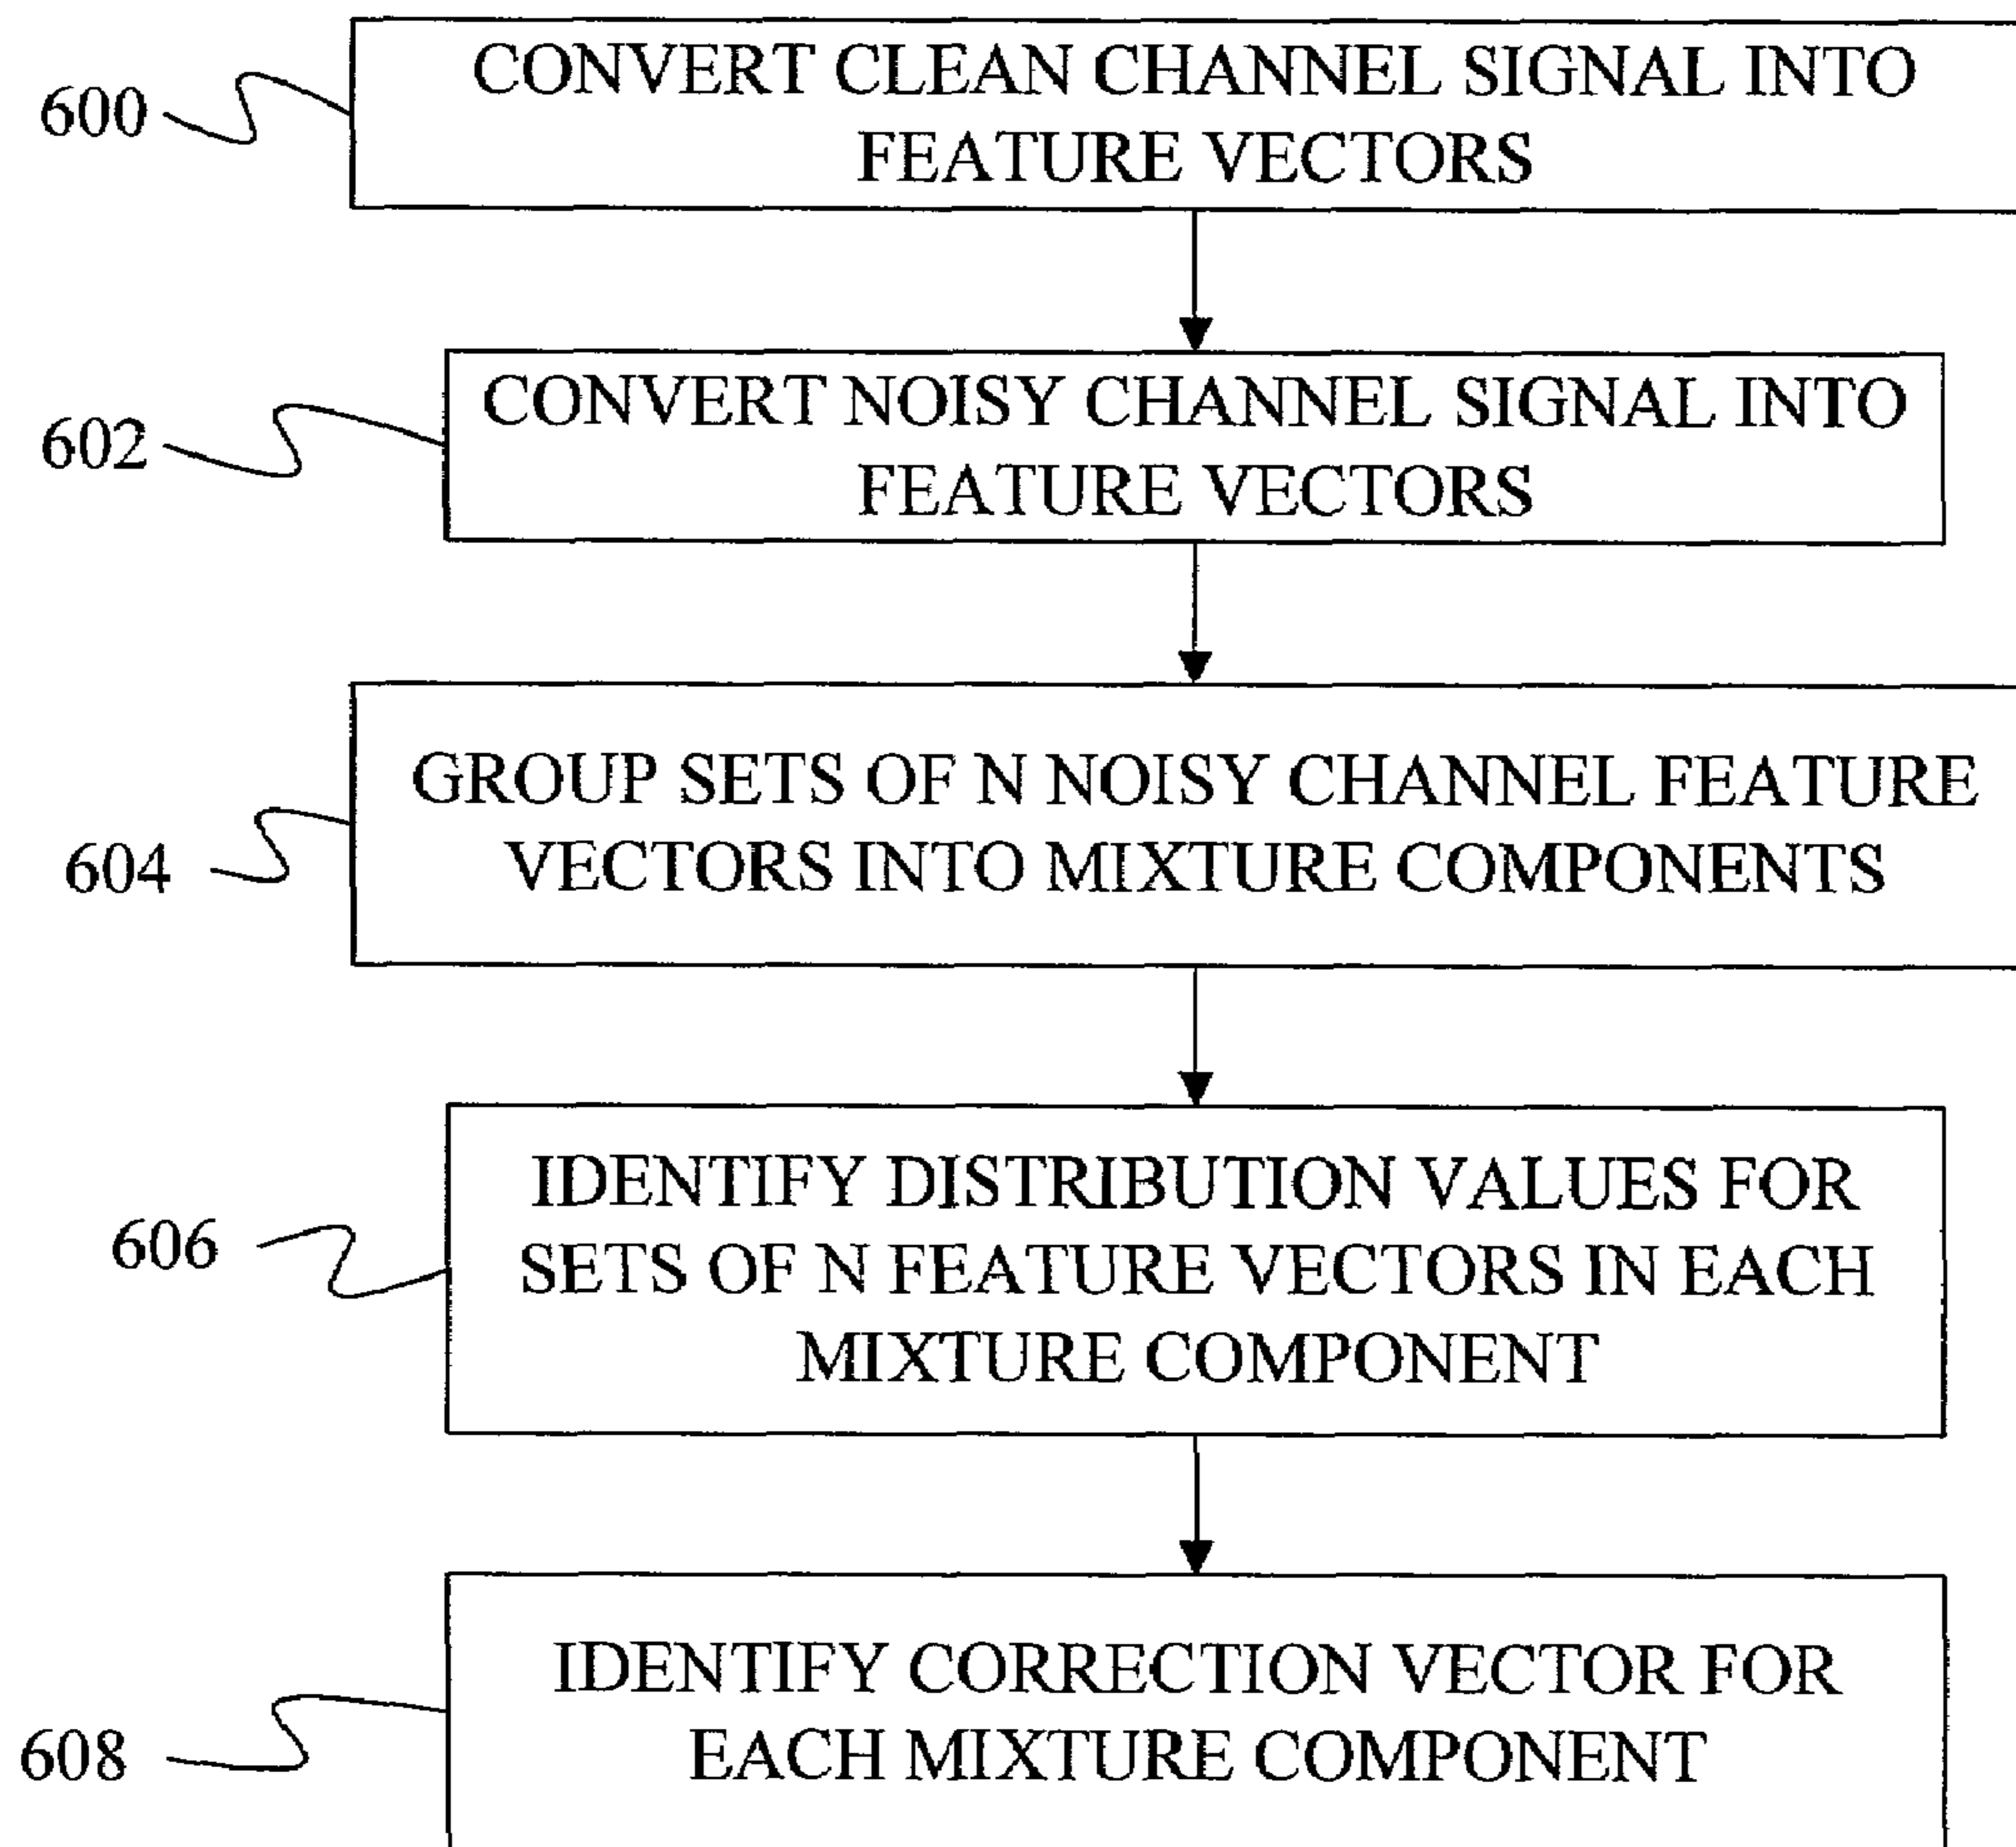 600
CONVERT CLEAN CHANNEL SIGNAL INTO
FEATURE VECTORS
602
CONVERT NOISY CHANNEL SIGNAL INTO
FEATURE VECTORS
604
GROUP SETS OF N NOISY CHANNEL FEATURE
VECTORS INTO MIXTURE COMPONENTS
606
IDENTIFY DISTRIBUTION VALUES FOR
SETS OF N FEATURE VECTORS IN EACH
MIXTURE COMPONENT
608
IDENTIFY CORRECTION VECTOR FOR
EACH MIXTURE COMPONENT